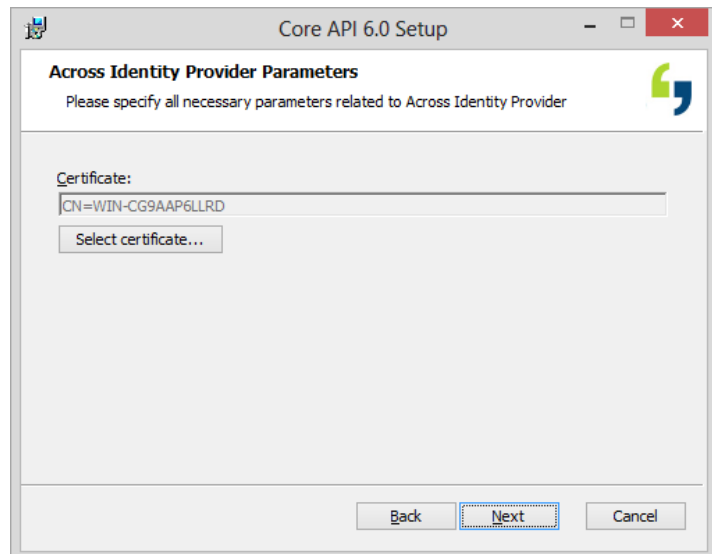 Core API 6.0 Setup
Across Identity Provider Parameters
Please specify all necessary parameters related to Across Identity Provider
Certificate:
CN=WIN-CG9AAP6LLRD
Select certificate...
Back Next Cancel